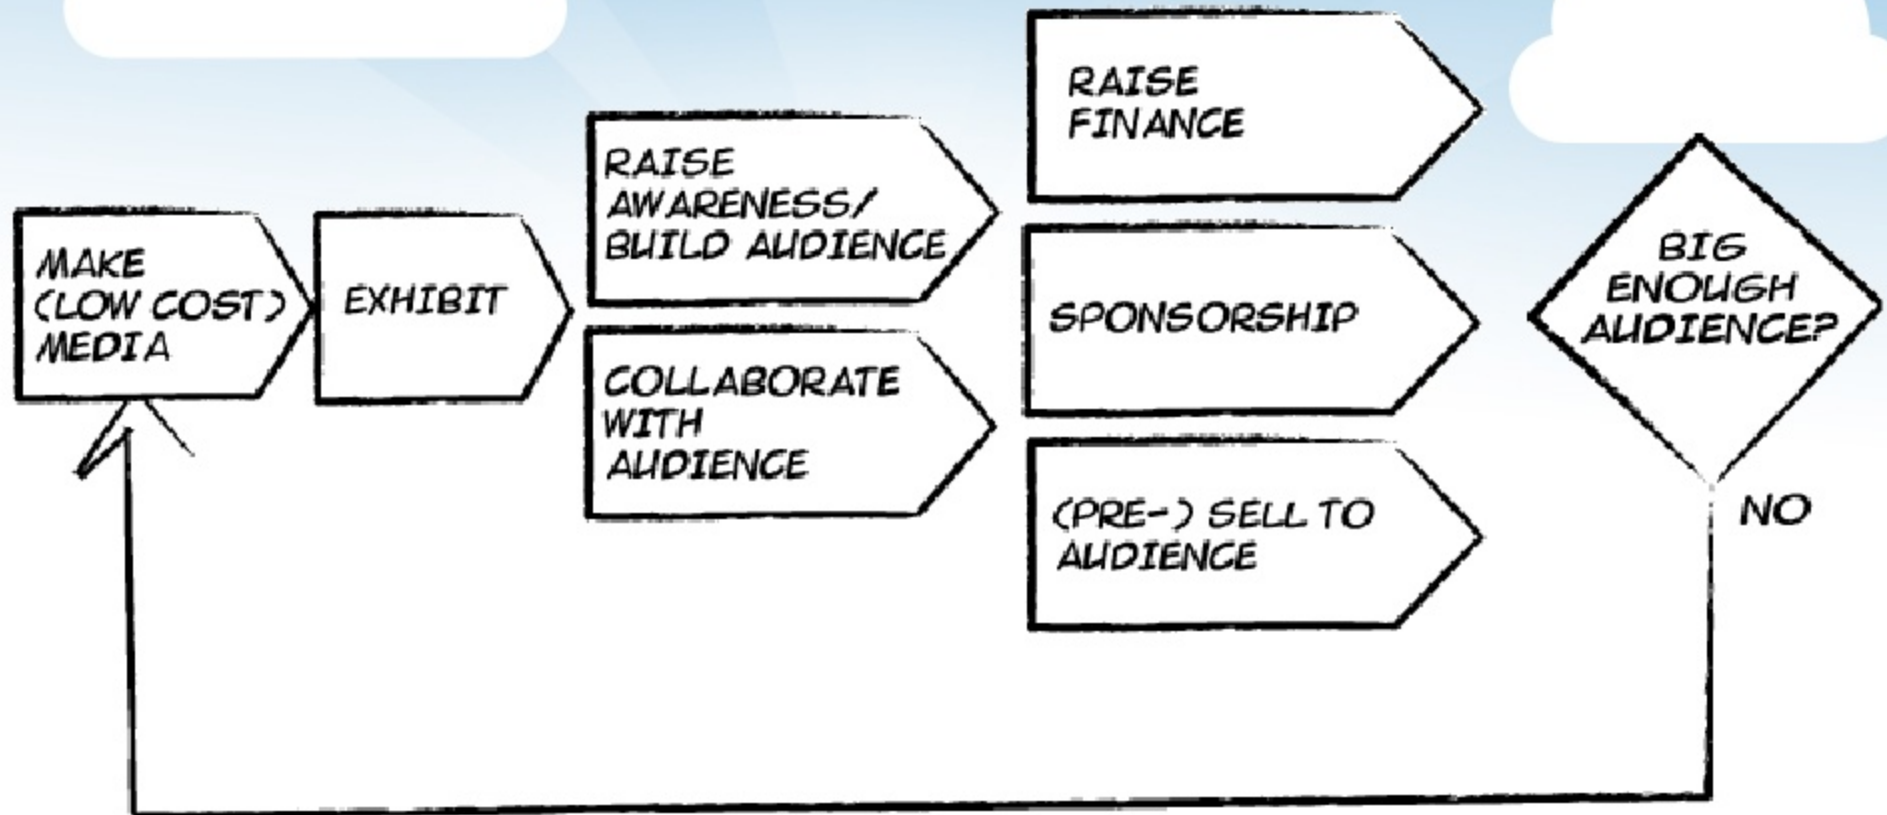 MAKE
(LOW COST)
MEDIA
EXHIBIT
RAISE
AWARENESS/
BUILD AUDIENCE
COLLABORATE
WITH
AUDIENCE
RAISE
FINANCE
SPONSORSHIP
(PRE-) SELL TO
AUDIENCE
BIG
ENOUGH
AUDIENCE?
NO